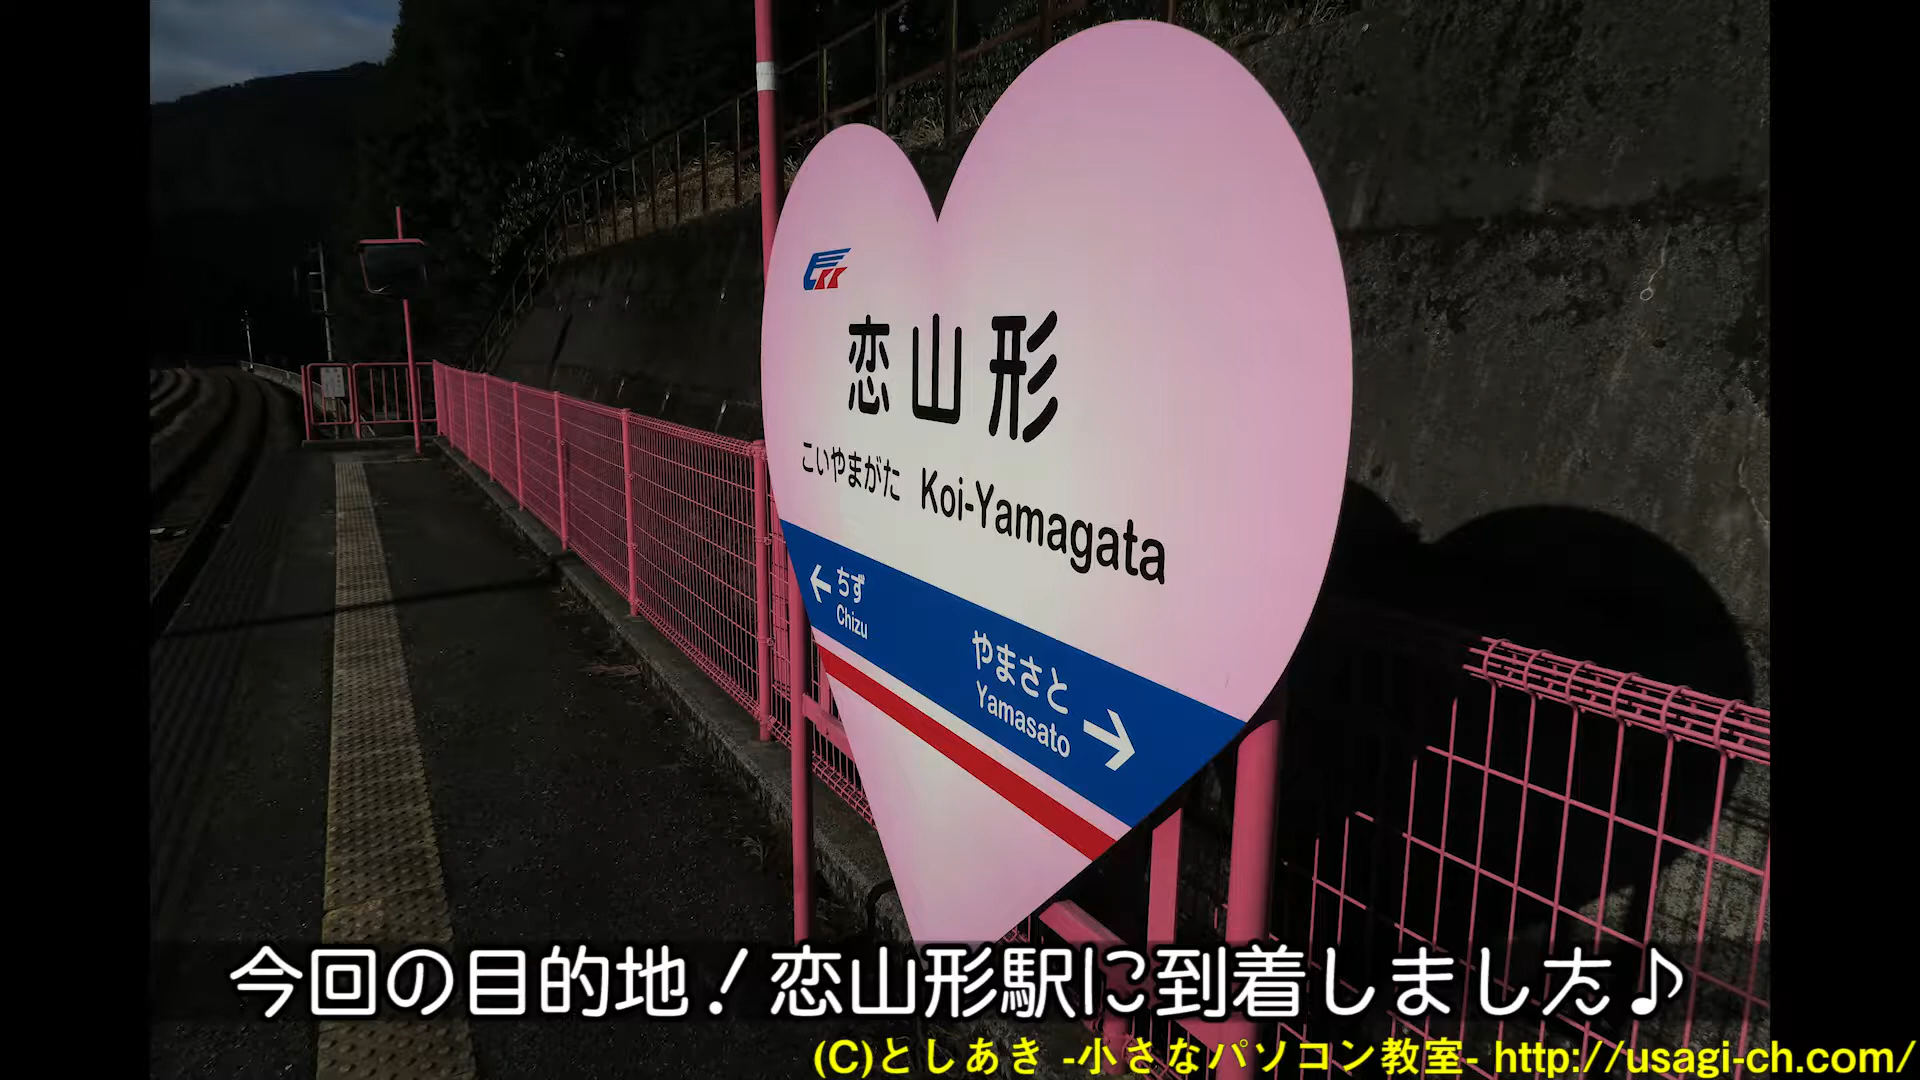 恋山形
こいやまがた Koi-Yamagata
←ちず
Chizu
やまさと
Yamasato →
今回の目的地！恋山形駅に到着しました♪
(C)としあき -小さなパソコン教室- http://usagi-ch.com/